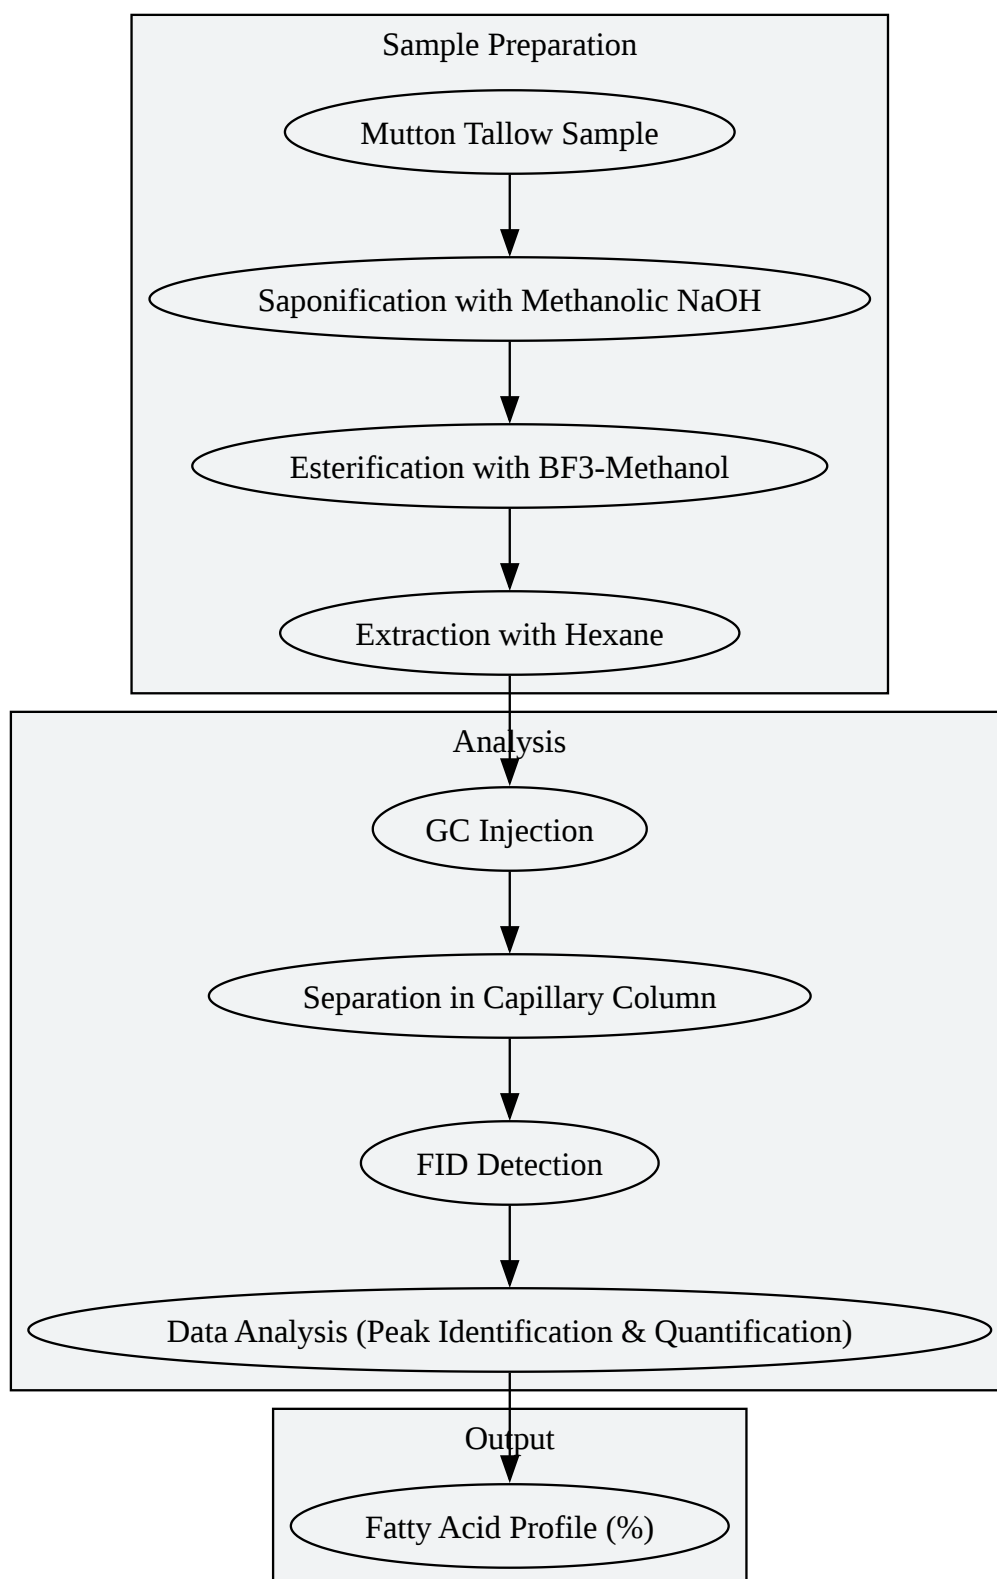 Sample Preparation
Mutton Tallow Sample
Saponification with Methanolic NaOH
Esterification with BF3-Methanol
Extraction with Hexane
Analysis
GC Injection
Separation in Capillary Column
FID Detection
Data Analysis (Peak Identification & Quantification)
Output
Fatty Acid Profile (%)